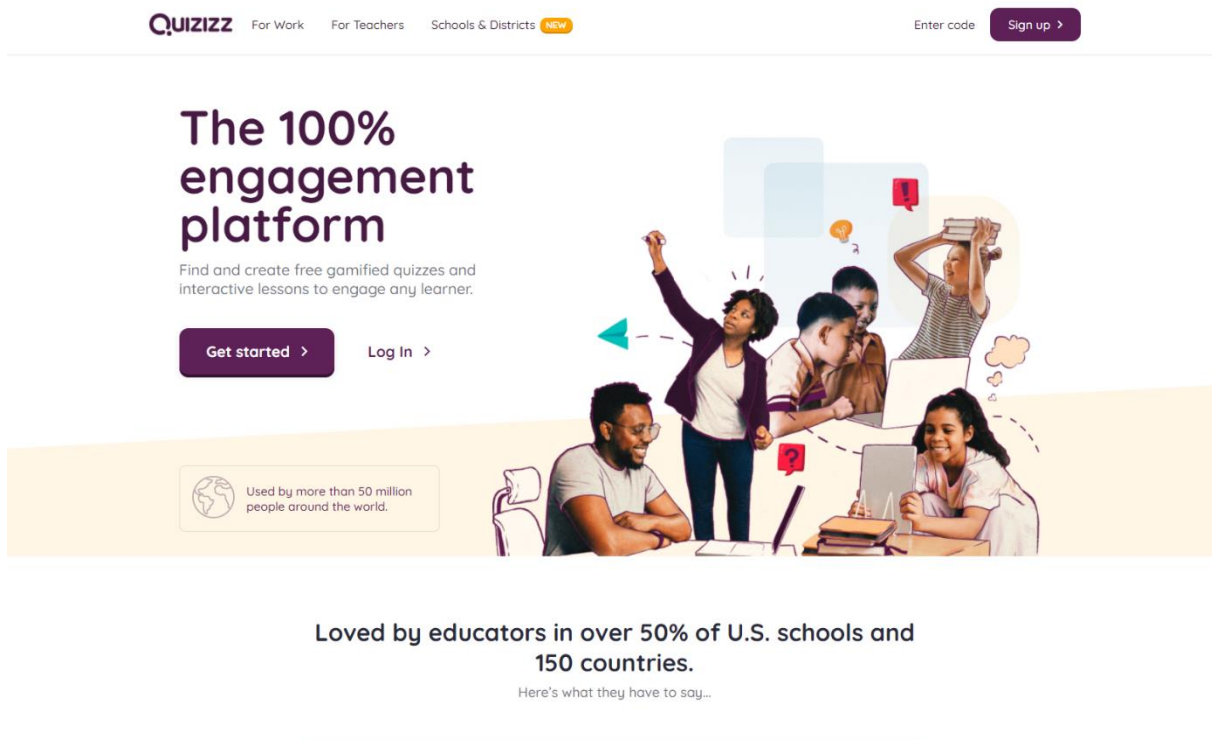 QUIZIZZ For Work For Teachers Schools & Districts NEW Enter code Sign up >
The 100%
engagement
platform
Find and create free gamified quizzes and
interactive lessons to engage any learner.
Get started > Log In >
Used by more than 50 million
people around the world.
!
?
Loved by educators in over 50% of U.S. schools and
150 countries.
Here's what they have to say...